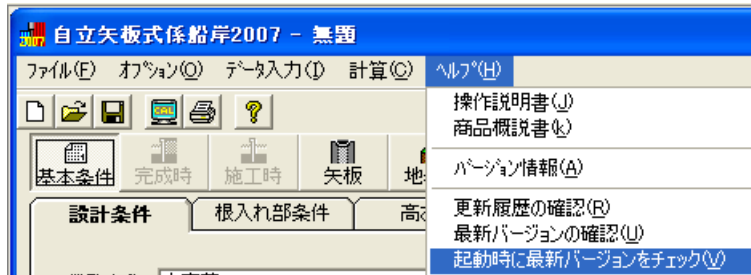 自立矢板式係船岸2007 - 無題
ﾌｧｲﾙ(F) ｵﾌﾟｼｮﾝ(O) ﾃﾞｰﾀ入力(I) 計算(C) ﾍﾙﾌﾟ(H)
操作説明書(J)
商品概説書(k)
ﾊﾞｰｼﾞｮﾝ情報(A)
更新履歴の確認(R)
最新バージョンの確認(U)
起動時に最新バージョンをチェック(V)
基本条件 完成時 施工時 矢板
設計条件 根入れ部条件